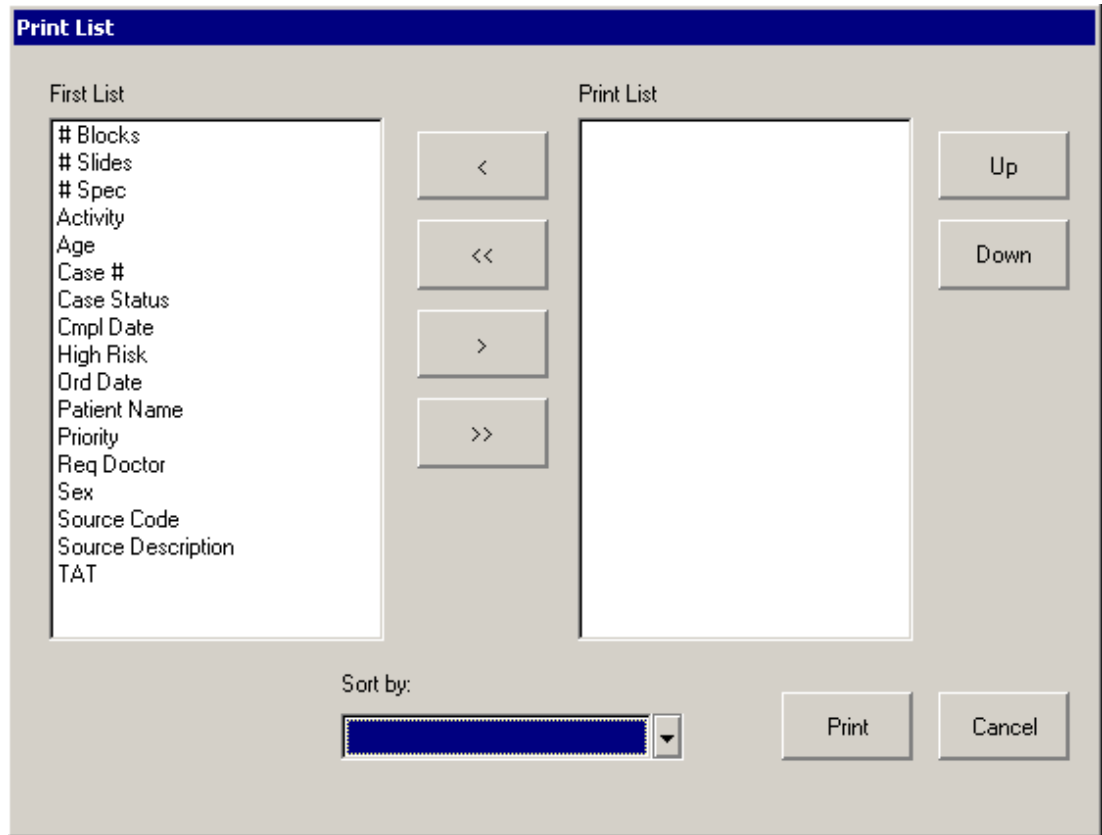 Print List
First List
# Blocks
# Slides
# Spec
Activity
Age
Case #
Case Status
Cmpl Date
High Risk
Ord Date
Patient Name
Priority
Req Doctor
Sex
Source Code
Source Description
TAT
<
<<
>
>>
Print List
Up
Down
Sort by:
Print
Cancel